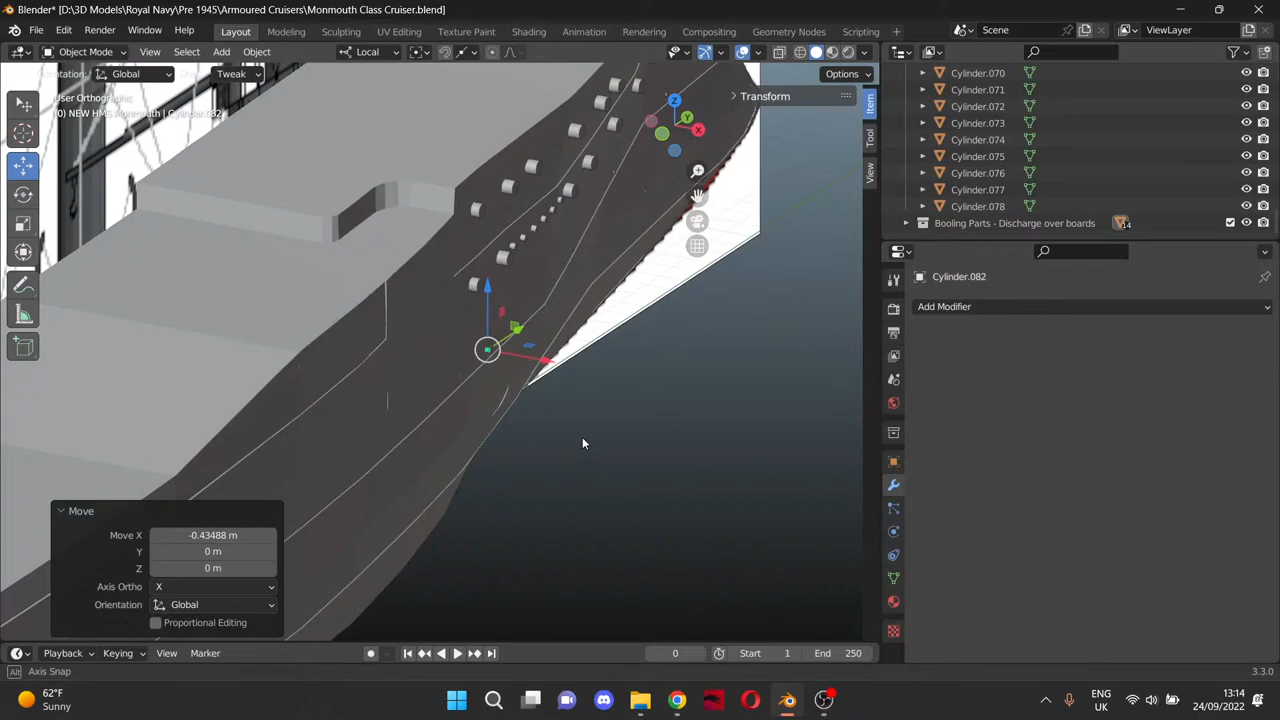 Blender* [D:\3D Models\Royal Navy\Pre 1945\Armoured Cruisers\Monmouth Class Cruiser.blend]
File Edit Render Window Help Layout Modeling Sculpting UV Editing Texture Paint Shading Animation Rendering Compositing Geometry Nodes Scripting + Scene ViewLayer
Object Mode View Select Add Object Local
Orientation: Global Tweak Options
User Orthographic
(0) NEW HMS Monmouth | Cylinder.082
Transform
Z
Y
X
Item
Tool
View
Cylinder.070
Cylinder.071
Cylinder.072
Cylinder.073
Cylinder.074
Cylinder.075
Cylinder.076
Cylinder.077
Cylinder.078
Booling Parts - Discharge over boards 14
Cylinder.082
Add Modifier
Move
Move X -0.43488 m
Y 0 m
Z 0 m
Axis Ortho X
Orientation Global
Proportional Editing
Playback Keying View Marker 0 Start 1 End 250
Alt Axis Snap 3.3.0
62°F
Sunny
ENG
UK
13:14
24/09/2022